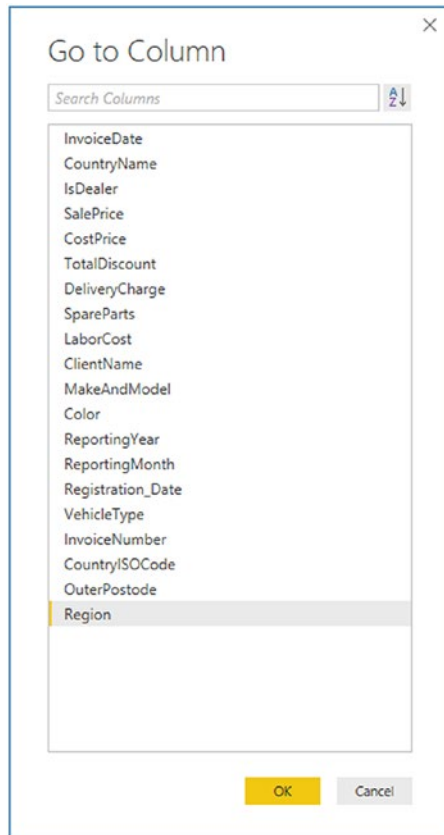 Go to Column
Search Columns
InvoiceDate
CountryName
IsDealer
SalePrice
CostPrice
TotalDiscount
DeliveryCharge
SpareParts
LaborCost
ClientName
MakeAndModel
Color
ReportingYear
ReportingMonth
Registration_Date
VehicleType
InvoiceNumber
CountryISOCode
OuterPostode
Region
OK Cancel